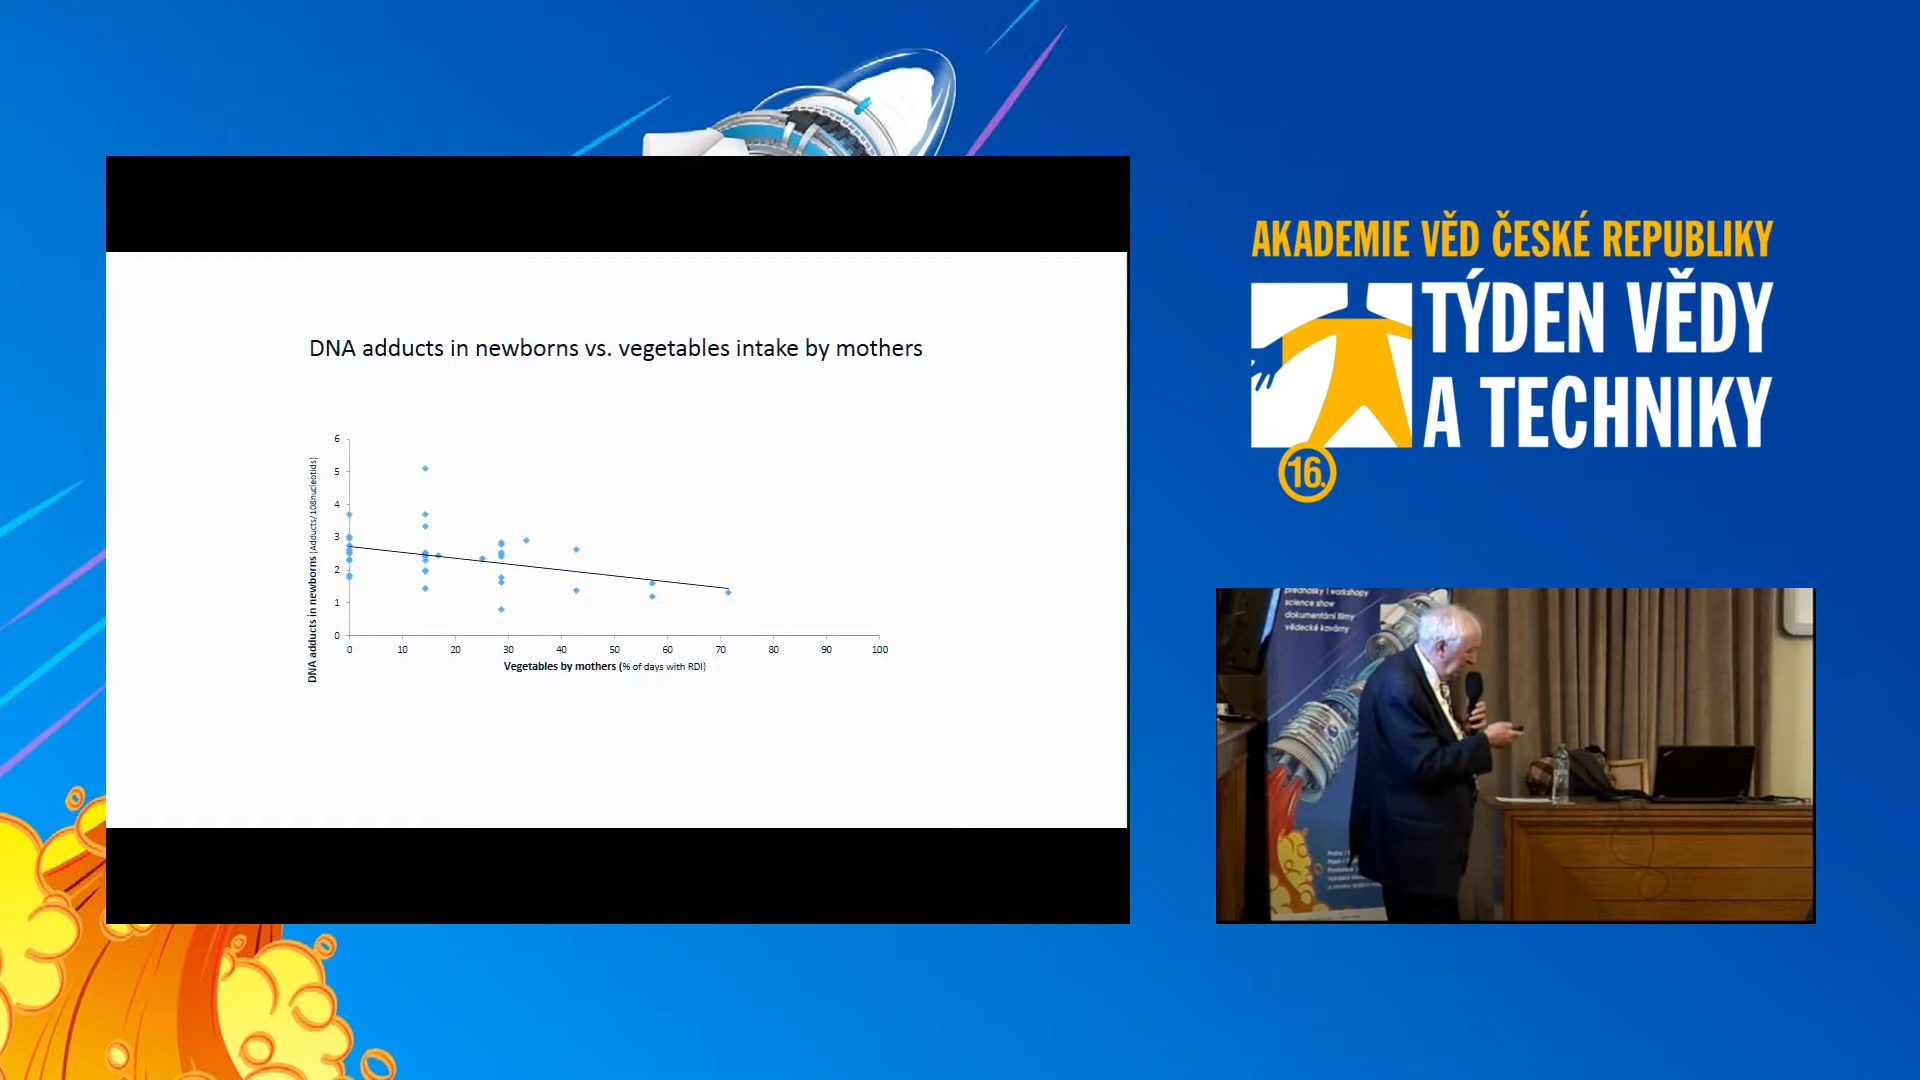 DNA adducts in newborns vs. vegetables intake by mothers
DNA adducts in newborns (Adducts/108nucleotids)
6
5
4
3
2
1
0
0 10 20 30 40 50 60 70 80 90 100
Vegetables by mothers (% of days with RDI)
AKADEMIE VĚD ČESKÉ REPUBLIKY
TÝDEN VĚDY
A TECHNIKY
16.
přednášky | workshopy
science show
dokumentární filmy
vědecké kavárny